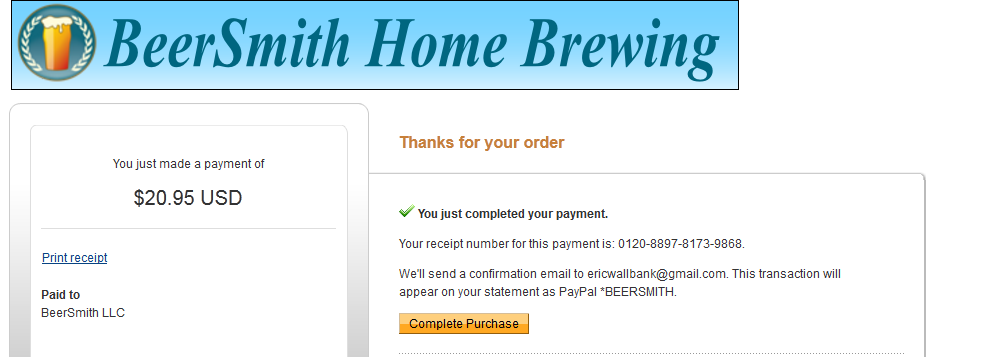 BeerSmith Home Brewing
You just made a payment of
$20.95 USD
Print receipt
Paid to
BeerSmith LLC
Thanks for your order
You just completed your payment.
Your receipt number for this payment is: 0120-8897-8173-9868.
We'll send a confirmation email to ericwallbank@gmail.com. This transaction will
appear on your statement as PayPal *BEERSMITH.
Complete Purchase